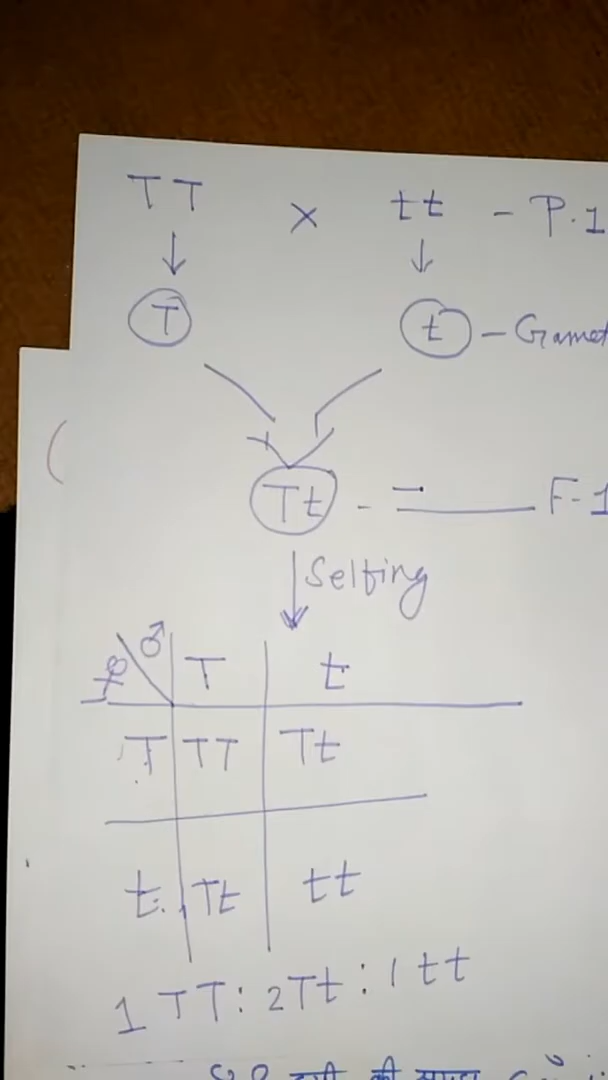 TT × tt - P.1
↓ ↓
T t - Gamet
Tt - F-1
↓ Selfing
♀ ♂ T t
T TT Tt
t Tt tt
1 TT : 2Tt : 1 tt